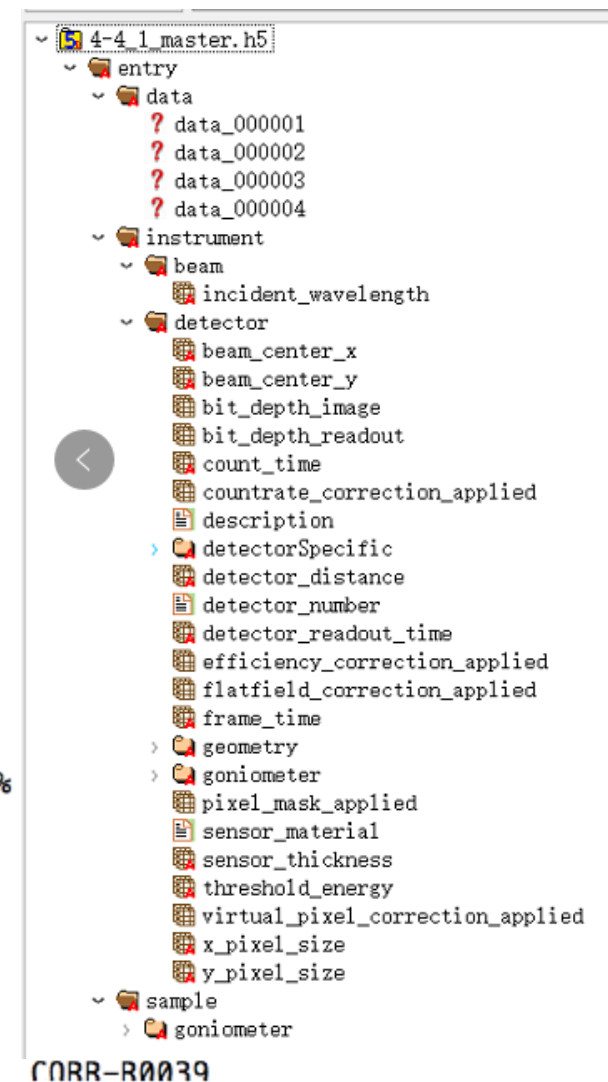 4-4_1_master.h5
entry
data
? data_000001
? data_000002
? data_000003
? data_000004
instrument
beam
incident_wavelength
detector
beam_center_x
beam_center_y
bit_depth_image
bit_depth_readout
count_time
countrate_correction_applied
description
detectorSpecific
detector_distance
detector_number
detector_readout_time
efficiency_correction_applied
flatfield_correction_applied
frame_time
geometry
goniometer
%
pixel_mask_applied
sensor_material
sensor_thickness
threshold_energy
virtual_pixel_correction_applied
x_pixel_size
y_pixel_size
sample
goniometer
CORR-R0039